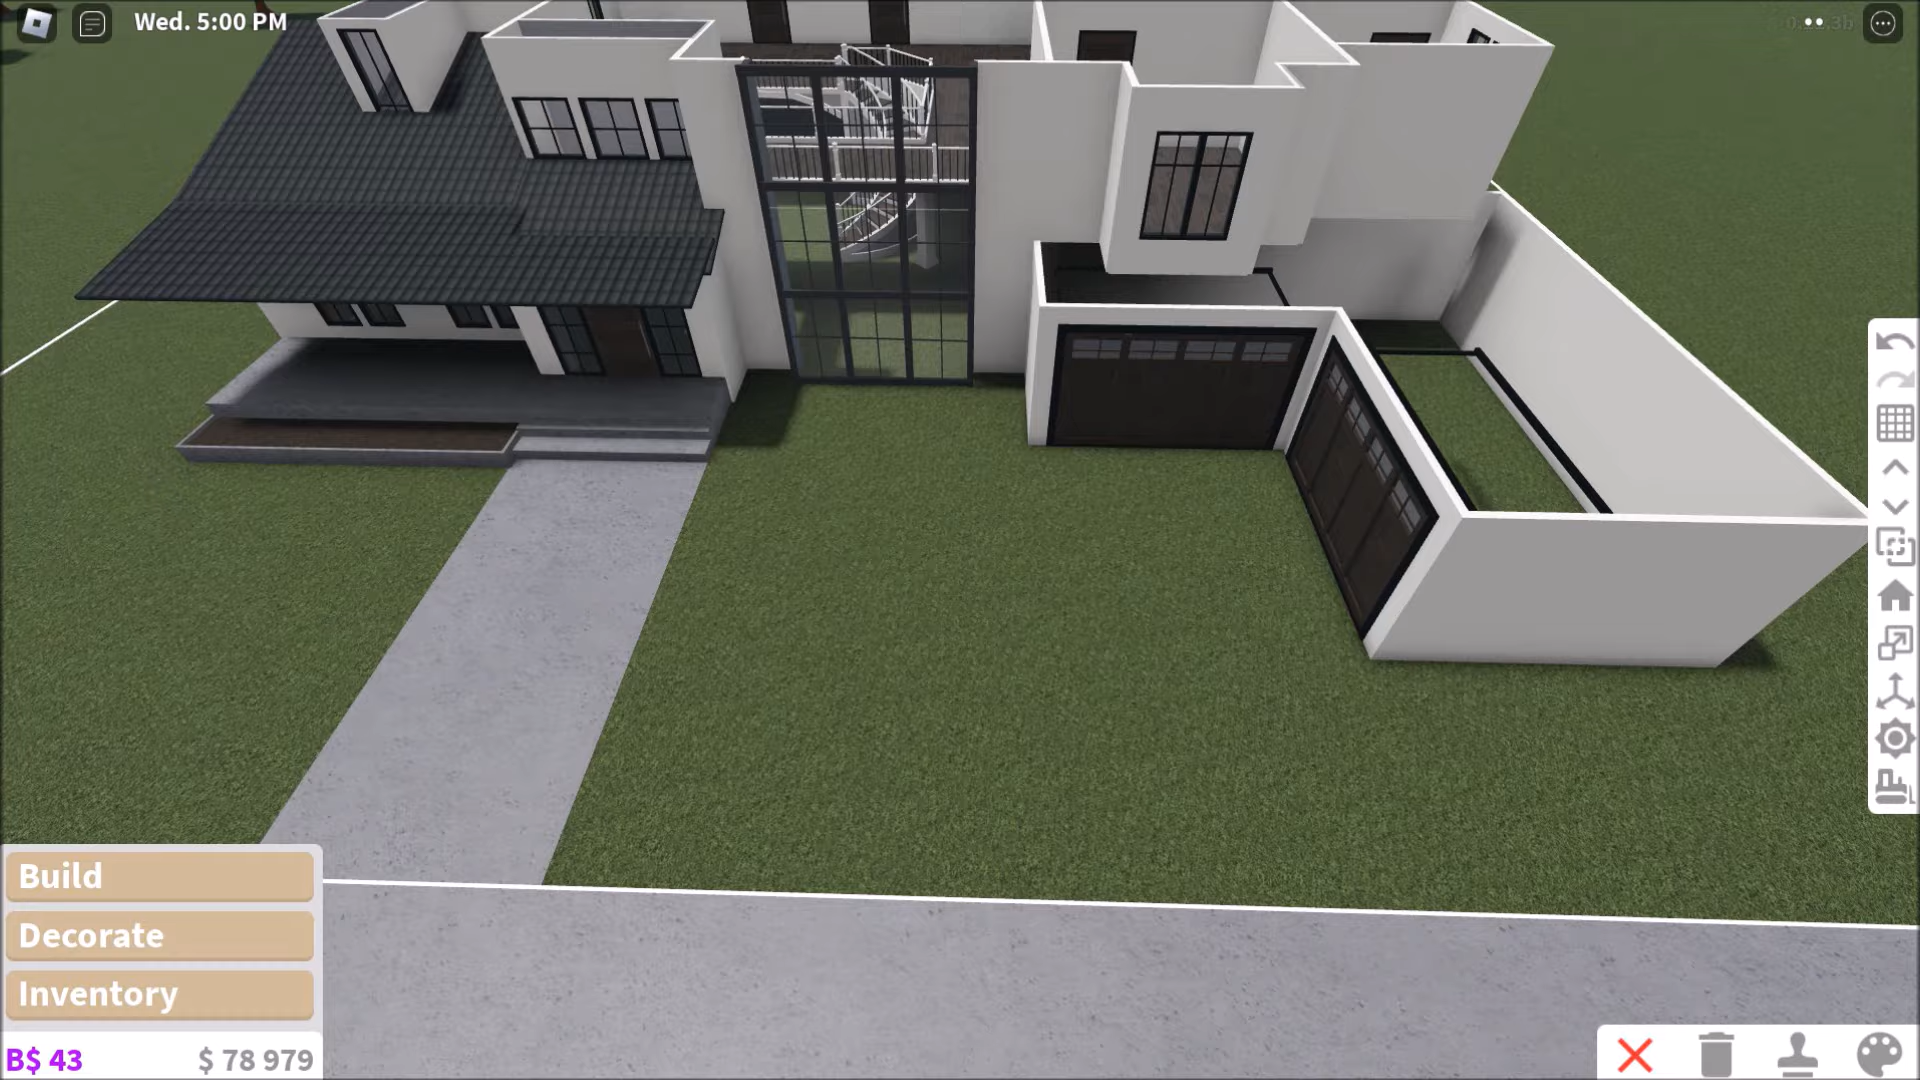 Wed. 5:00 PM
Build
Decorate
Inventory
B$ 43
$ 78 979